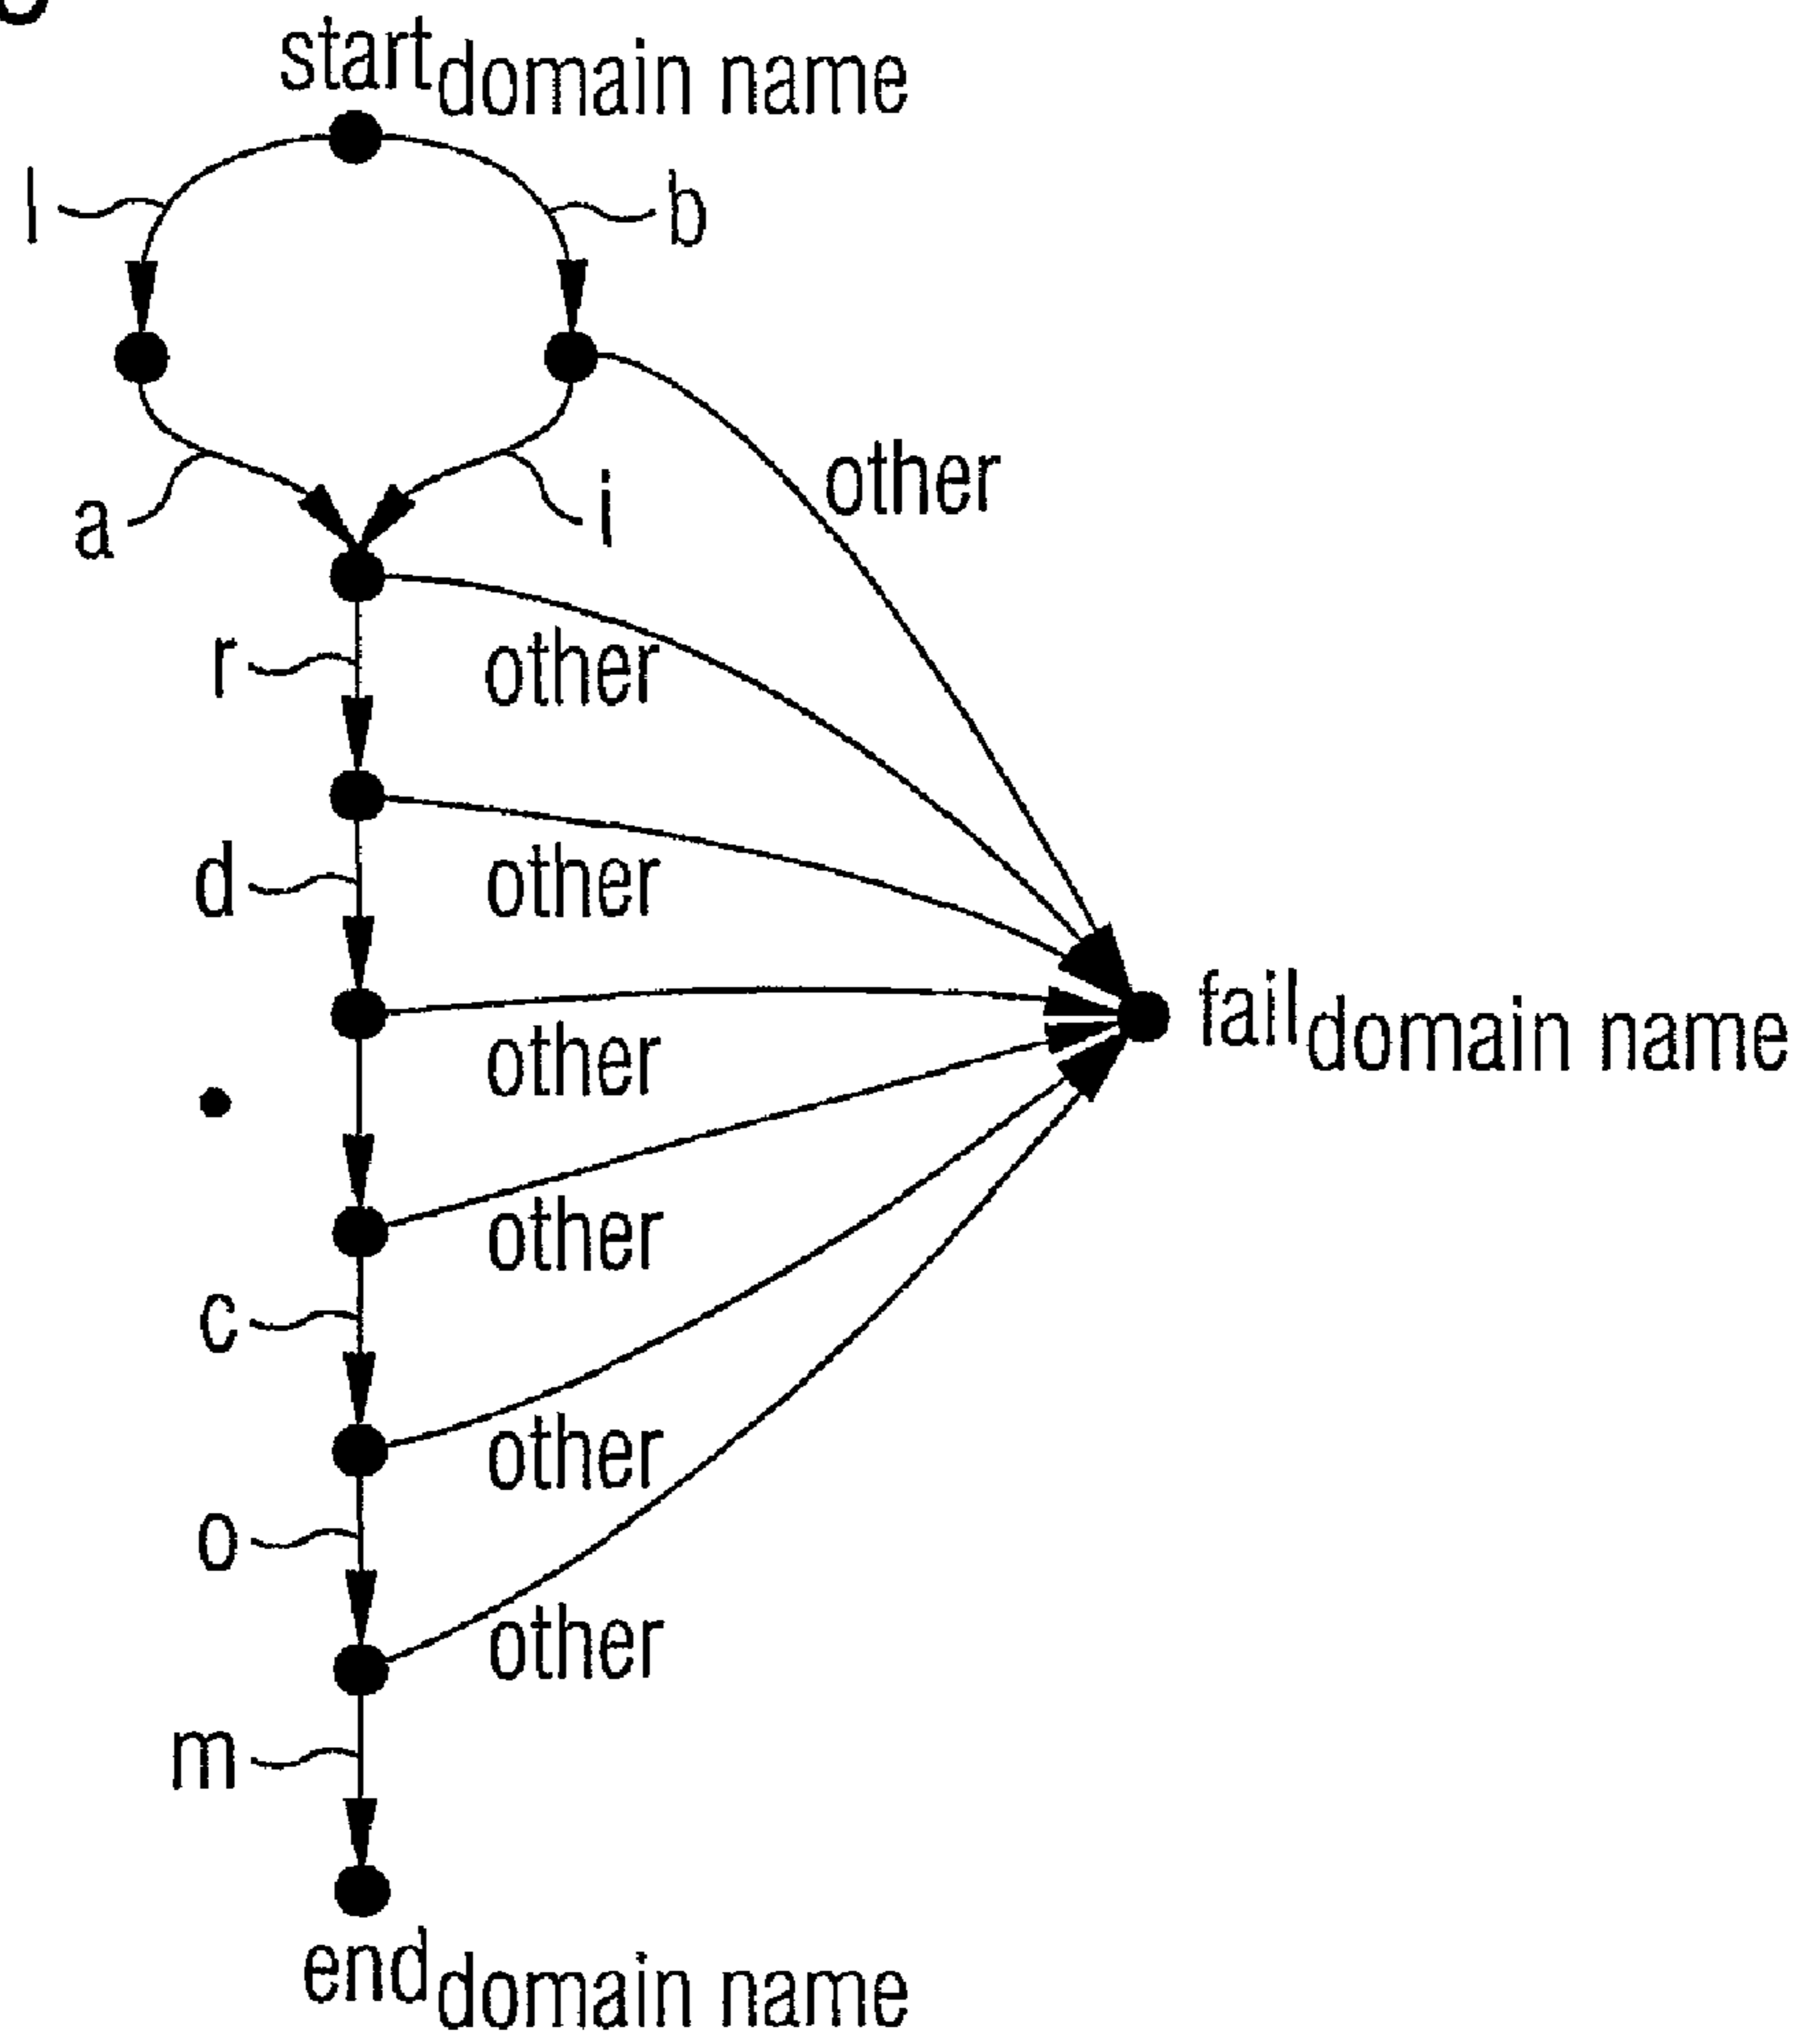 start domain name
l
b
a
i
other
r
other
d
other
fail domain name
.
other
c
other
o
other
m
other
end domain name